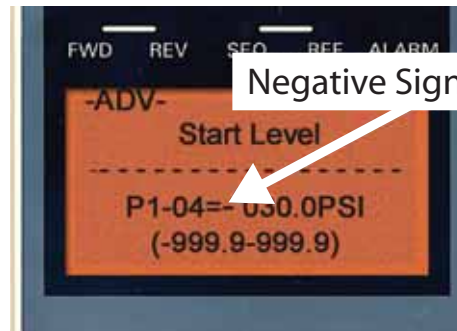 FWD REV SEQ REF ALARM
Negative Sign
-ADV-
Start Level
P1-04=- 030.0PSI
(-999.9-999.9)